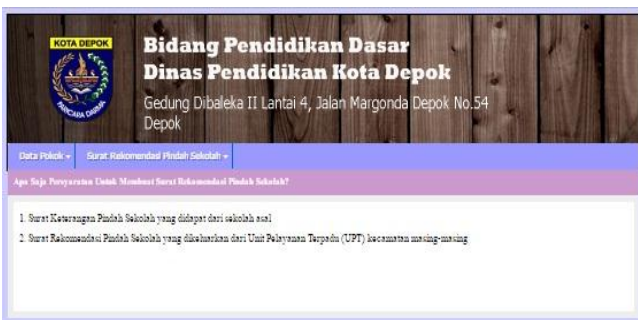 KOTA DEPOK
PARICARA DARMA
Bidang Pendidikan Dasar
Dinas Pendidikan Kota Depok
Gedung Dibaleka II Lantai 4, Jalan Margonda Depok No.54
Depok
Data Pokok
Surat Rekomendasi Pindah Sekolah
Apa Saja Persyaratan Untuk Membuat Surat Rekomendasi Pindah Sekolah?
1. Surat Keterangan Pindah Sekolah yang didapat dari sekolah asal
2. Surat Rekomendasi Pindah Sekolah yang dikeluarkan dari Unit Pelayanan Terpadu (UPT) kecamatan masing-masing